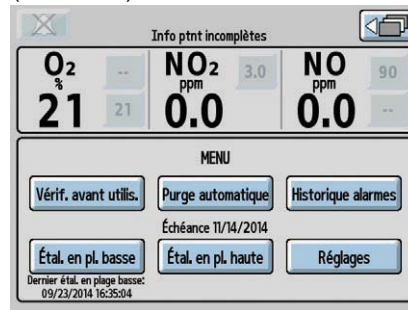 Info ptnt incomplètes
O2 % -- 21 21
NO2 ppm 3.0 0.0
NO ppm 90 0.0 --
MENU
Vérif. avant utilis. Purge automatique Historique alarmes
Échéance 11/14/2014
Étal. en pl. basse Étal. en pl. haute Réglages
Dernier étal. en plage basse:
09/23/2014 16:35:04